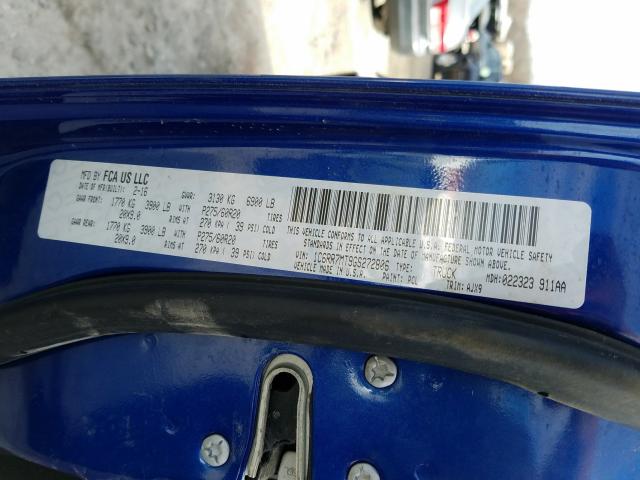 MFD BY FCA US LLC
DATE OF MFR(BUILT): 2-16 GVWR: 3130 KG 6900 LB
GAWR FRONT: 1770 KG 3900 LB WITH P275/60R20 TIRES
20X9.0 RIMS AT 270 KPA ( 39 PSI) COLD
GAWR REAR: 1770 KG 3900 LB WITH P275/60R20 TIRES
20X9.0 RIMS AT 270 KPA ( 39 PSI) COLD
THIS VEHICLE CONFORMS TO ALL APPLICABLE U.S.A. FEDERAL MOTOR VEHICLE SAFETY
STANDARDS IN EFFECT ON THE DATE OF MANUFACTURE SHOWN ABOVE.
VIN: 1C6RR7MT9GS272806 TYPE: TRUCK
MADE IN U.S.A. PAINT: PCL TRIM: AJX9 MDH:022323 911AA